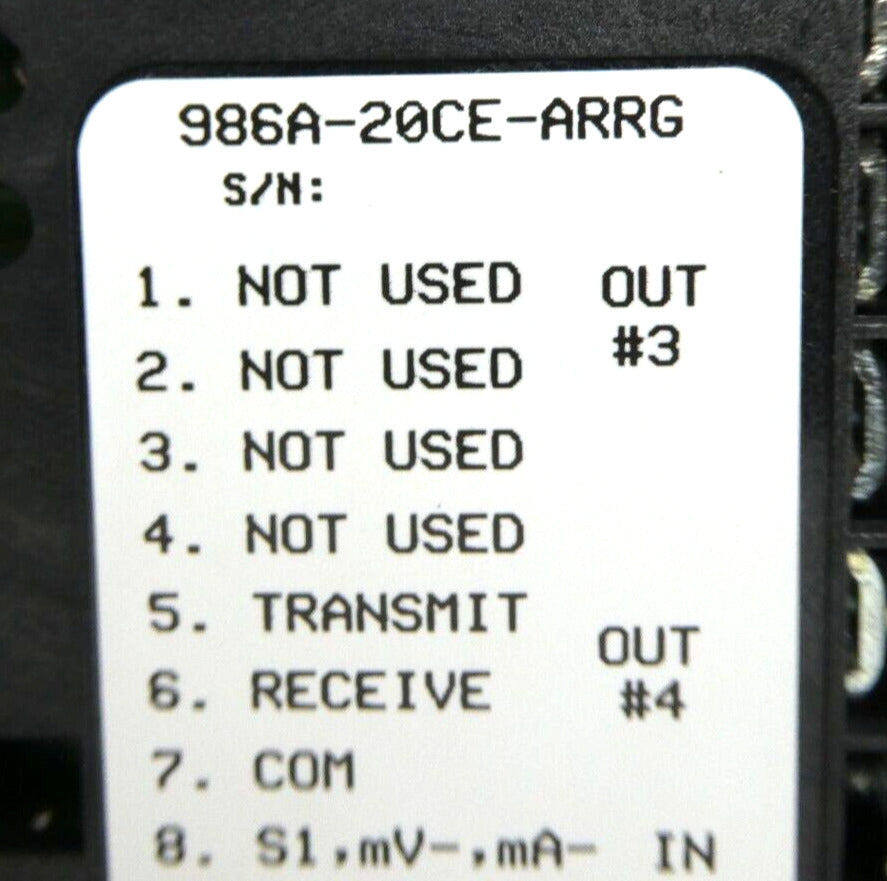 986A-20CE-ARRG
S/N:
1. NOT USED OUT
#3
2. NOT USED
3. NOT USED
4. NOT USED
5. TRANSMIT
OUT
6. RECEIVE #4
7. COM
8. S1,mV-,mA- IN